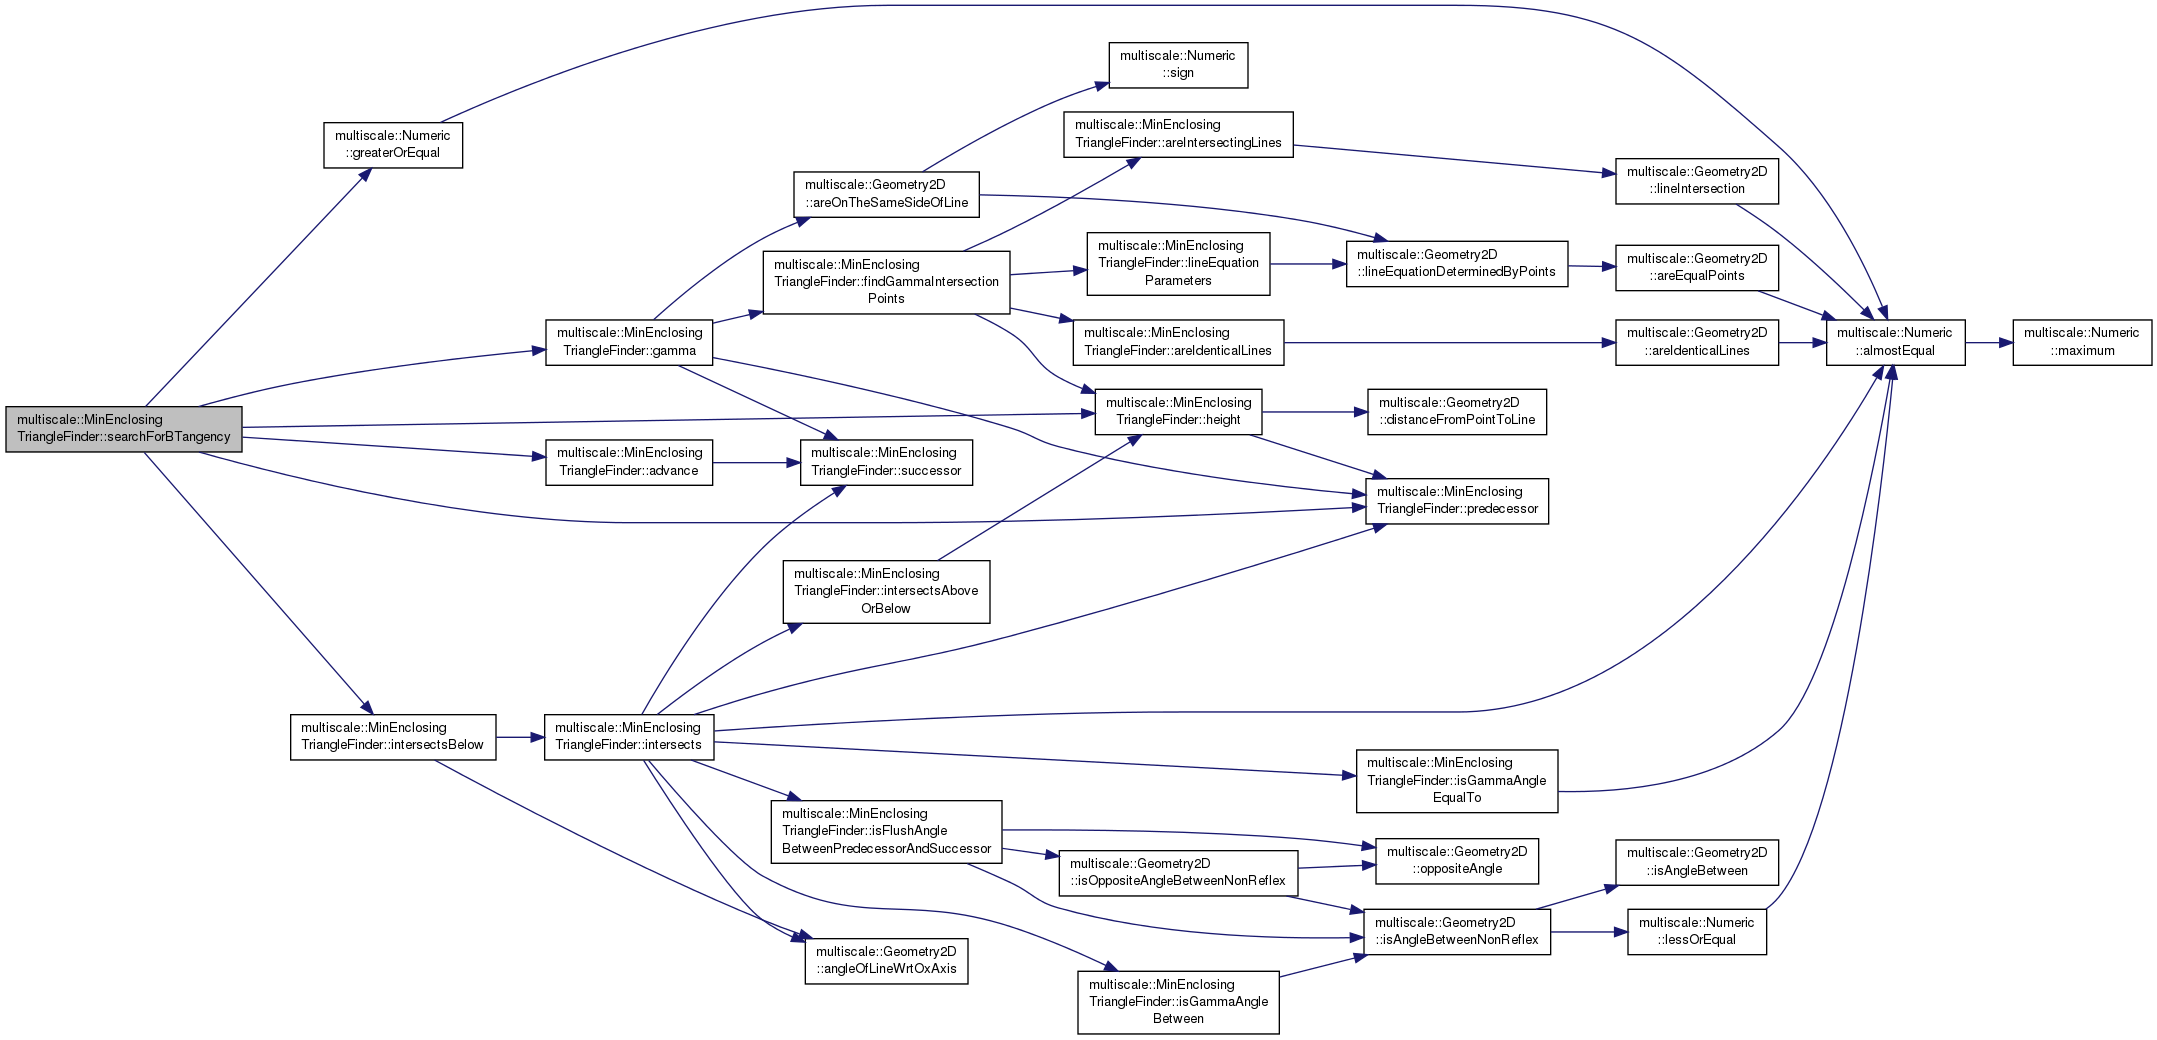 multiscale::MinEnclosing
TriangleFinder::searchForBTangency
multiscale::Numeric
::greaterOrEqual
multiscale::MinEnclosing
TriangleFinder::gamma
multiscale::MinEnclosing
TriangleFinder::advance
multiscale::MinEnclosing
TriangleFinder::intersectsBelow
multiscale::MinEnclosing
TriangleFinder::intersects
multiscale::Geometry2D
::areOnTheSameSideOfLine
multiscale::MinEnclosing
TriangleFinder::findGammaIntersection
Points
multiscale::MinEnclosing
TriangleFinder::successor
multiscale::MinEnclosing
TriangleFinder::intersectsAbove
OrBelow
multiscale::MinEnclosing
TriangleFinder::isFlushAngle
BetweenPredecessorAndSuccessor
multiscale::Geometry2D
::angleOfLineWrtOxAxis
multiscale::Numeric
::sign
multiscale::MinEnclosing
TriangleFinder::areIntersectingLines
multiscale::MinEnclosing
TriangleFinder::lineEquation
Parameters
multiscale::MinEnclosing
TriangleFinder::areIdenticalLines
multiscale::MinEnclosing
TriangleFinder::height
multiscale::Geometry2D
::isOppositeAngleBetweenNonReflex
multiscale::MinEnclosing
TriangleFinder::isGammaAngle
Between
multiscale::Geometry2D
::lineEquationDeterminedByPoints
multiscale::Geometry2D
::distanceFromPointToLine
multiscale::MinEnclosing
TriangleFinder::predecessor
multiscale::MinEnclosing
TriangleFinder::isGammaAngle
EqualTo
multiscale::Geometry2D
::oppositeAngle
multiscale::Geometry2D
::isAngleBetweenNonReflex
multiscale::Geometry2D
::lineIntersection
multiscale::Geometry2D
::areEqualPoints
multiscale::Geometry2D
::areIdenticalLines
multiscale::Geometry2D
::isAngleBetween
multiscale::Numeric
::lessOrEqual
multiscale::Numeric
::almostEqual
multiscale::Numeric
::maximum